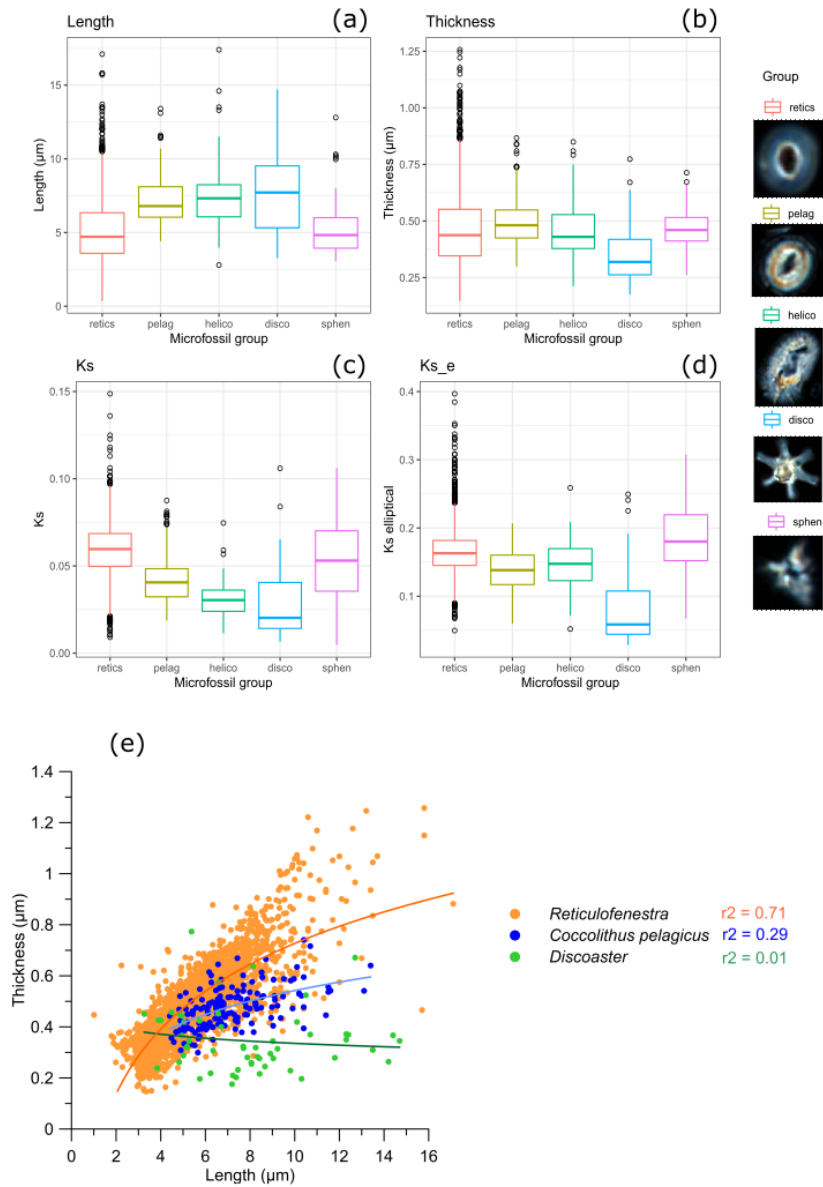 Length
(a)
Length (µm)
15
10
5
0
retics pelag helico disco sphen
Microfossil group
Thickness
(b)
Thickness (µm)
1.25
1.00
0.75
0.50
0.25
retics pelag helico disco sphen
Microfossil group
Group
retics
pelag
helico
disco
sphen
Ks
(c)
Ks
0.15
0.10
0.05
0.00
retics pelag helico disco sphen
Microfossil group
Ks_e
(d)
Ks elliptical
0.4
0.3
0.2
0.1
retics pelag helico disco sphen
Microfossil group
(e)
Thickness (µm)
1.4
1.2
1
0.8
0.6
0.4
0.2
0
0 2 4 6 8 10 12 14 16
Length (µm)
Reticulofenestra r2 = 0.71
Coccolithus pelagicus r2 = 0.29
Discoaster r2 = 0.01